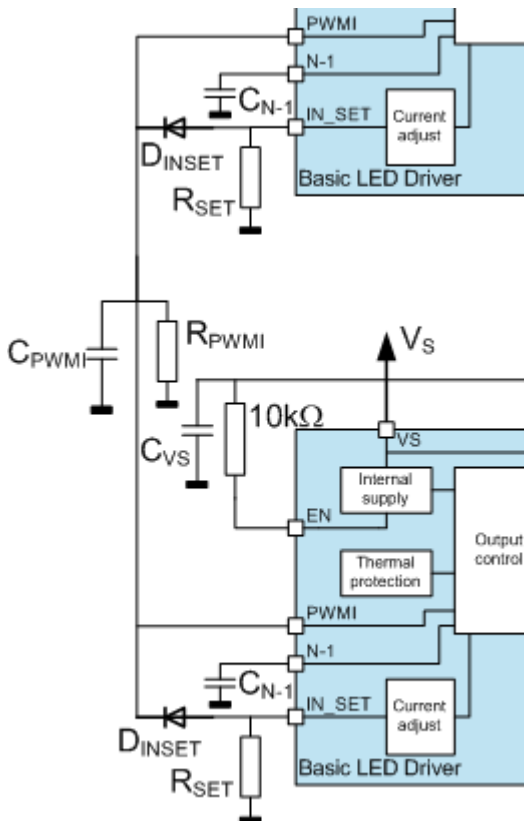 PWMI
N-1
C_N-1
IN_SET
Current
adjust
D_INSET
R_SET
Basic LED Driver
C_PWMI
R_PWMI
V_S
10kΩ
C_VS
VS
Internal
supply
EN
Output
control
Thermal
protection
PWMI
N-1
C_N-1
IN_SET
Current
adjust
D_INSET
R_SET
Basic LED Driver